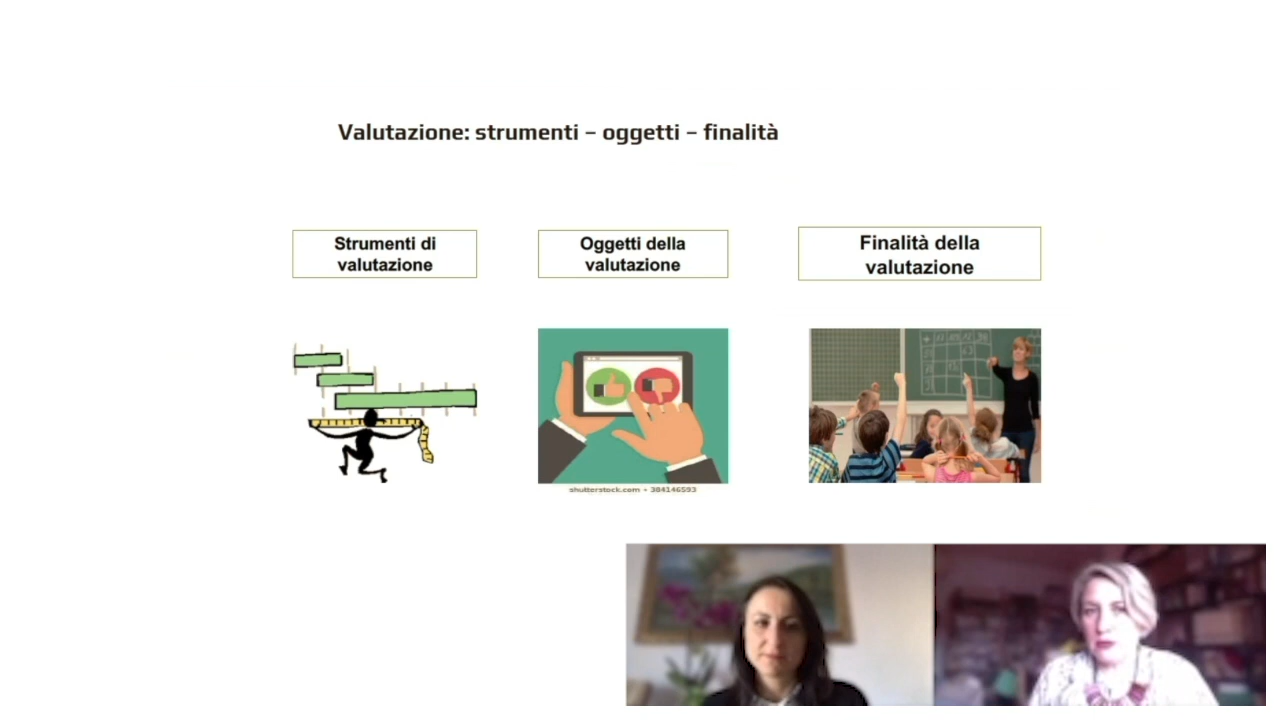 Valutazione: strumenti – oggetti – finalità
Strumenti di
valutazione
Oggetti della
valutazione
Finalità della
valutazione
shutterstock.com • 384146593